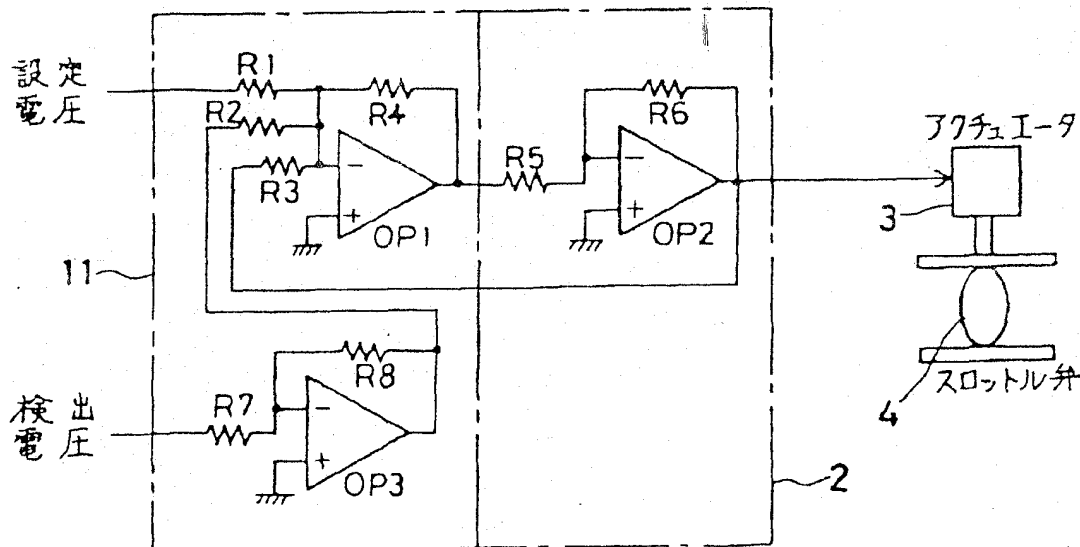 設定
電圧
R1
R2
R3
R4
−
+
OP1
R5
R6
−
+
OP2
アクチュエータ
3
11
R7
R8
−
+
OP3
検出
電圧
2
4
スロットル弁